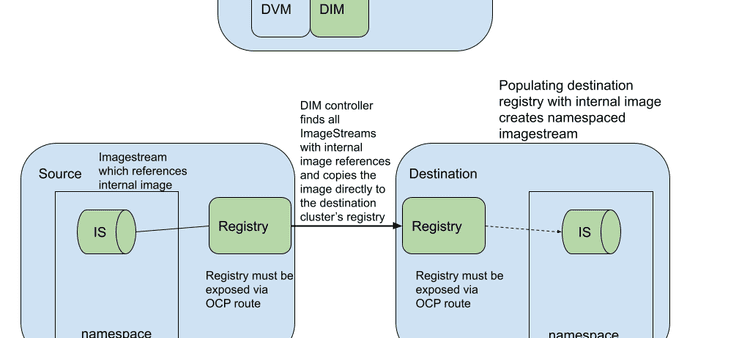 DVM
DIM
Populating destination
registry with internal image
creates namespaced
imagestream
DIM controller
finds all
ImageStreams
with internal
image references
and copies the
image directly to
the destination
cluster's registry
Source
Imagestream
which references
internal image
IS
Registry
Registry must be
exposed via
OCP route
namespace
Destination
Registry
IS
Registry must be
exposed via
OCP route
namespace